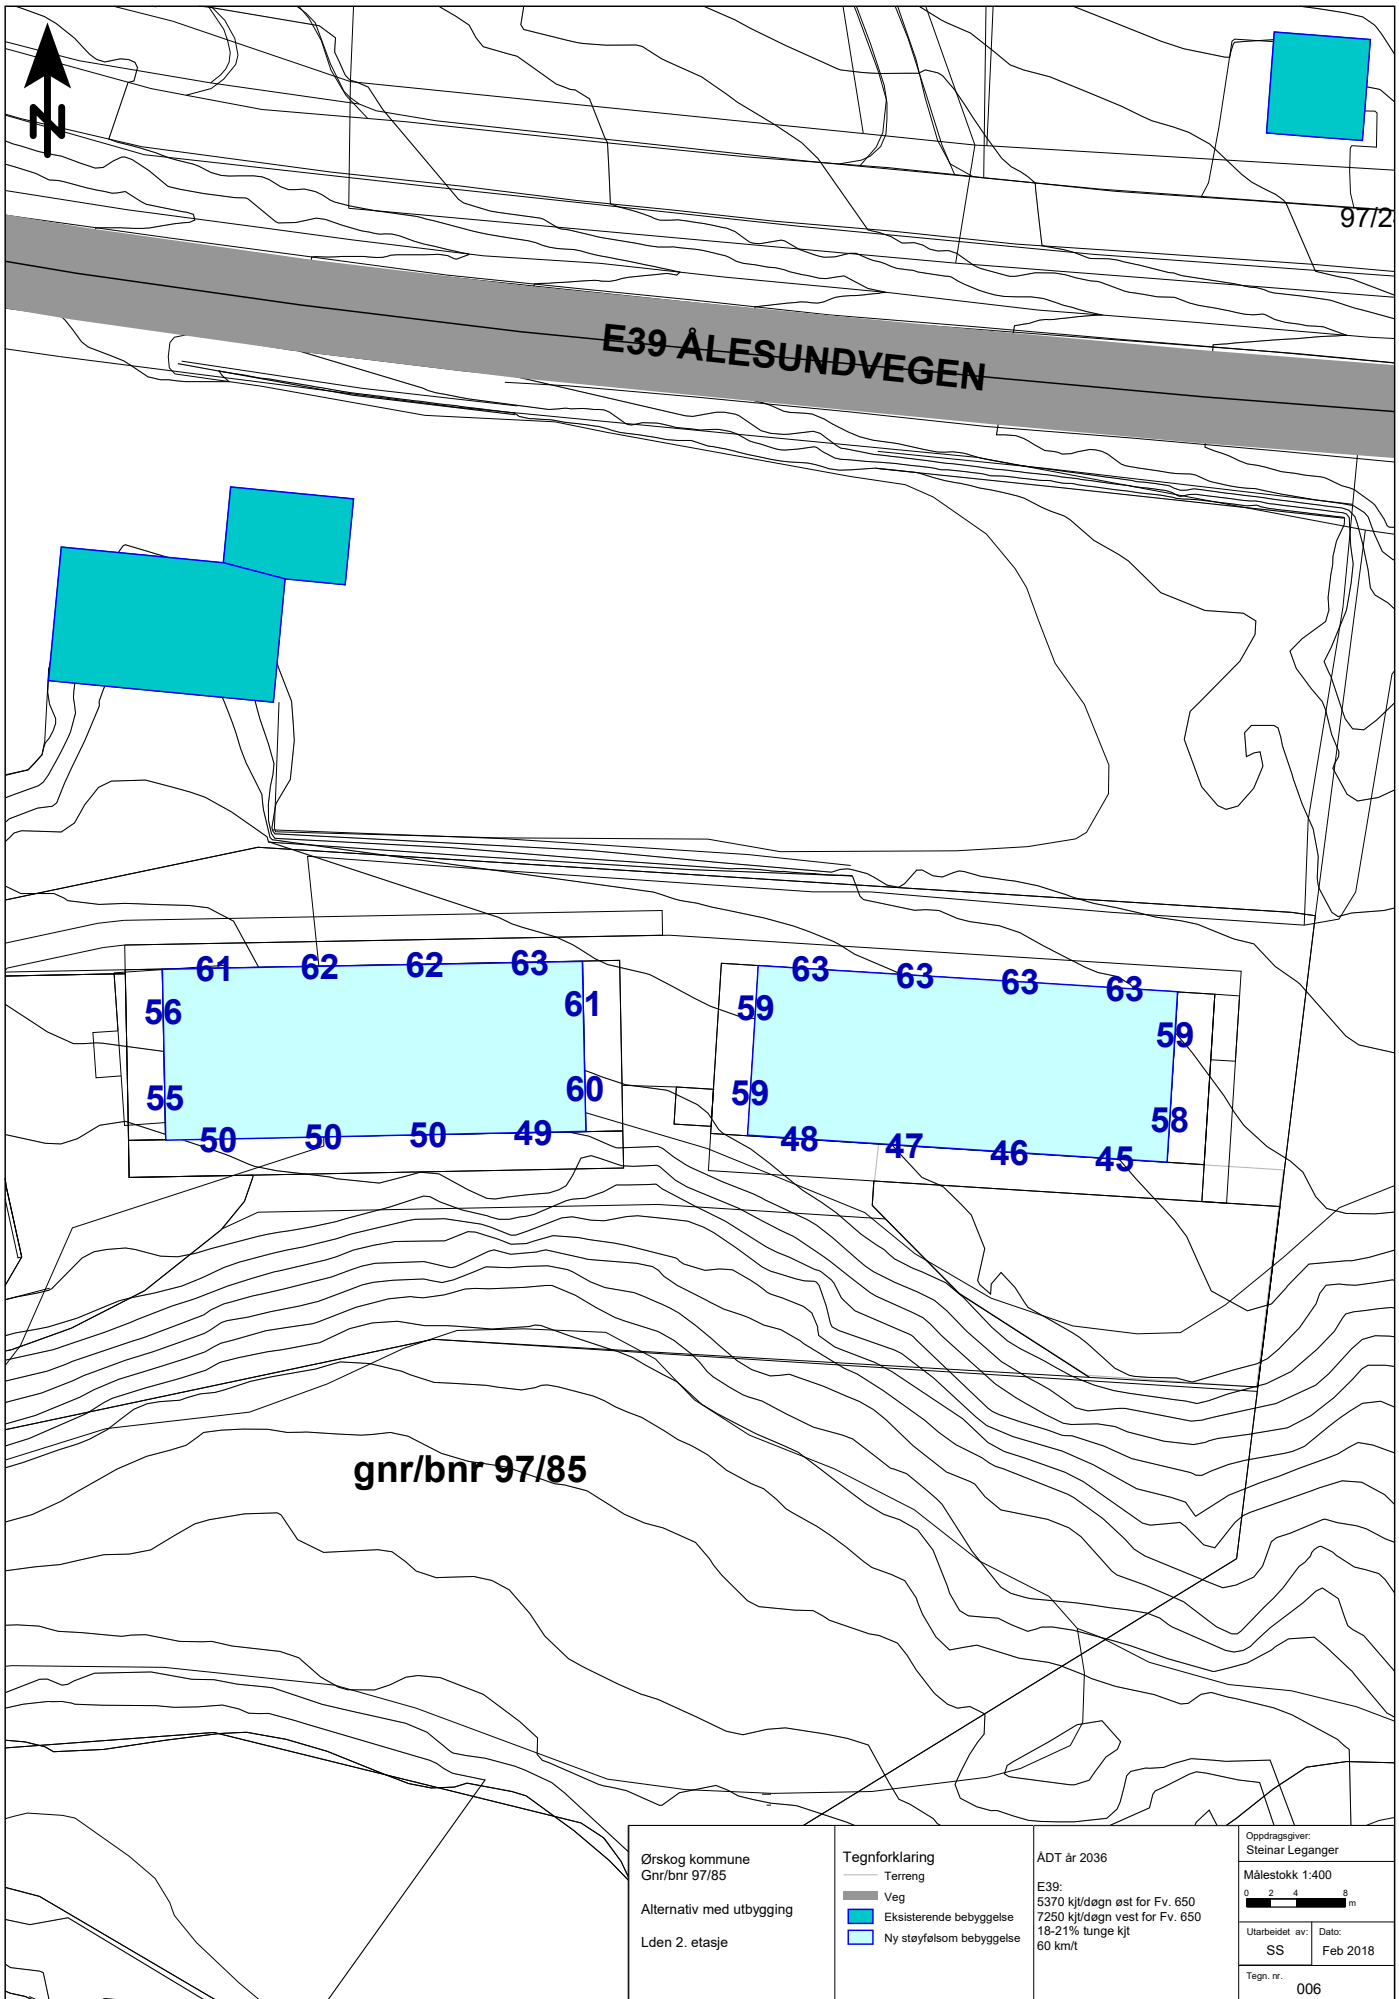 N
97/2
E39 ÅLESUNDVEGEN
61 62 62 63
56 61
55 60
50 50 50 49
63 63 63 63
59 59
59 58
48 47 46 45
gnr/bnr 97/85
Ørskog kommune
Gnr/bnr 97/85
Alternativ med utbygging
Lden 2. etasje
Tegnforklaring
Terreng
Veg
Eksisterende bebyggelse
Ny støyfølsom bebyggelse
ÅDT år 2036
E39:
5370 kjt/døgn øst for Fv. 650
7250 kjt/døgn vest for Fv. 650
18-21% tunge kjt
60 km/t
Oppdragsgiver:
Steinar Leganger
Målestokk 1:400
0 2 4 8
m
Utarbeidet av:
SS
Dato:
Feb 2018
Tegn. nr.
006